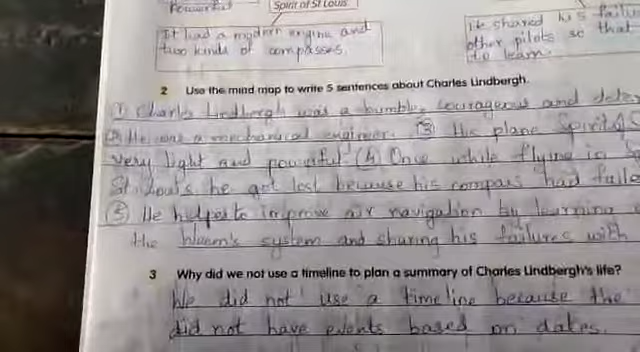 Powerful
Spirit of St Louis
It had a modern engine and
two kinds of compasses.
He shared his failu
other pilots so that
to learn.
2 Use the mind map to write 5 sentences about Charles Lindbergh.
① Charles Lindbergh was a humble, courageous and deter
② He was a mechanical engineer. ③ His plane Spirit of S
very light and powerful ④ Once while flying in S
St. Louis he got lost because his compass had faile
⑤ He helped to improve air navigation by learning
the system and sharing his failures with
3 Why did we not use a timeline to plan a summary of Charles Lindbergh's life?
We did not use a timeline because the
did not have events based on dates.